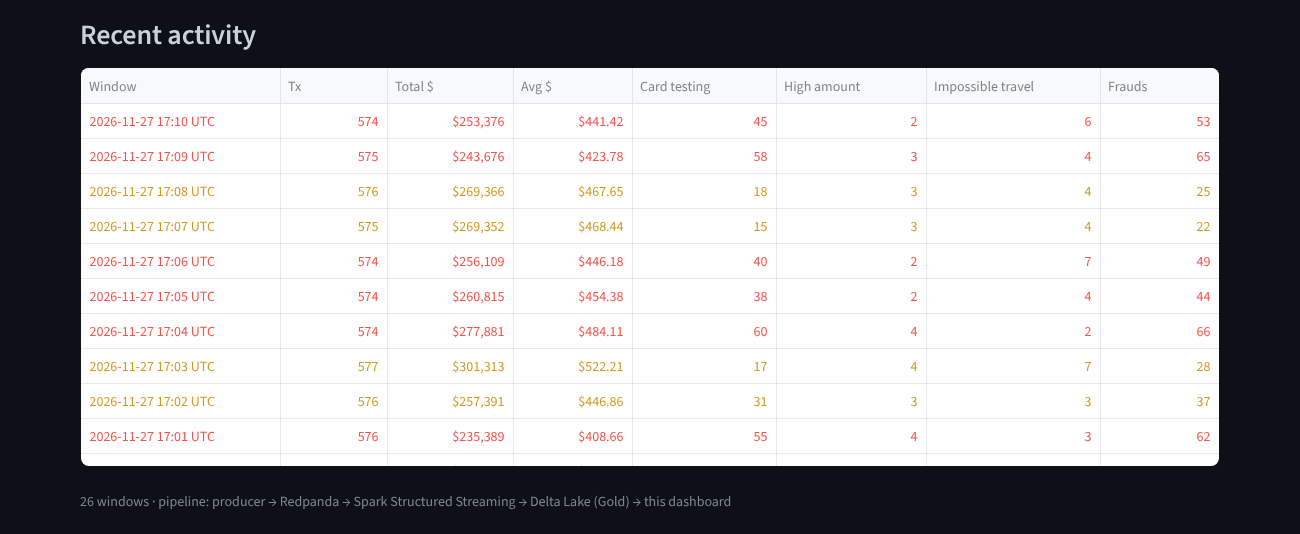 Recent activity
Window Tx Total $ Avg $ Card testing High amount Impossible travel Frauds
2026-11-27 17:10 UTC 574 $253,376 $441.42 45 2 6 53
2026-11-27 17:09 UTC 575 $243,676 $423.78 58 3 4 65
2026-11-27 17:08 UTC 576 $269,366 $467.65 18 3 4 25
2026-11-27 17:07 UTC 575 $269,352 $468.44 15 3 4 22
2026-11-27 17:06 UTC 574 $256,109 $446.18 40 2 7 49
2026-11-27 17:05 UTC 574 $260,815 $454.38 38 2 4 44
2026-11-27 17:04 UTC 574 $277,881 $484.11 60 4 2 66
2026-11-27 17:03 UTC 577 $301,313 $522.21 17 4 7 28
2026-11-27 17:02 UTC 576 $257,391 $446.86 31 3 3 37
2026-11-27 17:01 UTC 576 $235,389 $408.66 55 4 3 62
26 windows · pipeline: producer → Redpanda → Spark Structured Streaming → Delta Lake (Gold) → this dashboard